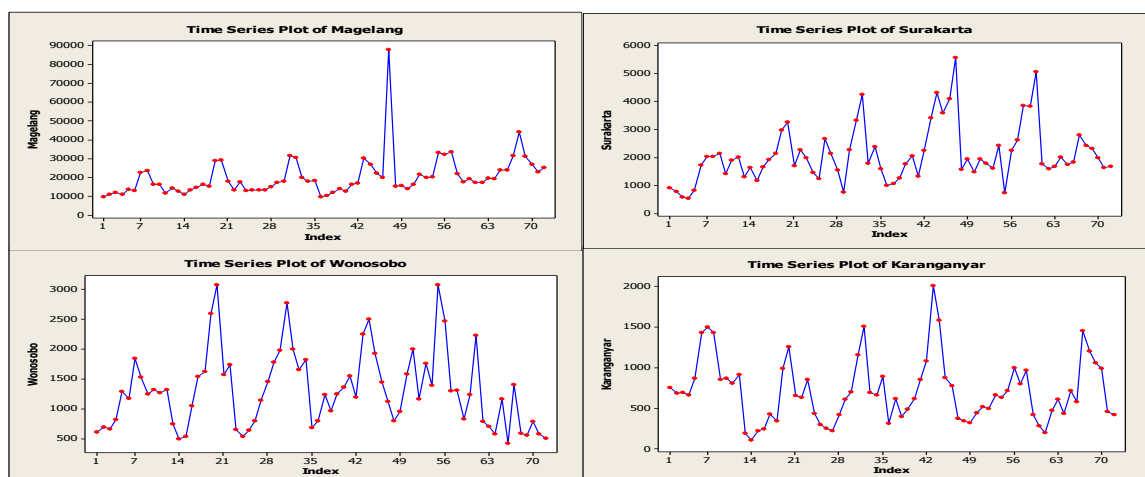 Time Series Plot of Magelang
90000
80000
70000
60000
50000
40000
30000
20000
10000
0
Magelang
1 7 14 21 28 35 42 49 56 63 70
Index
Time Series Plot of Surakarta
6000
5000
4000
3000
2000
1000
0
Surakarta
1 7 14 21 29 35 42 49 55 63 70
Index
Time Series Plot of Wonosobo
3000
2500
2000
1500
1000
500
Wonosobo
1 7 14 21 28 35 42 49 56 63 70
Index
Time Series Plot of Karanganyar
2000
1500
1000
500
0
Karanganyar
1 7 14 21 28 35 42 49 56 63 70
Index